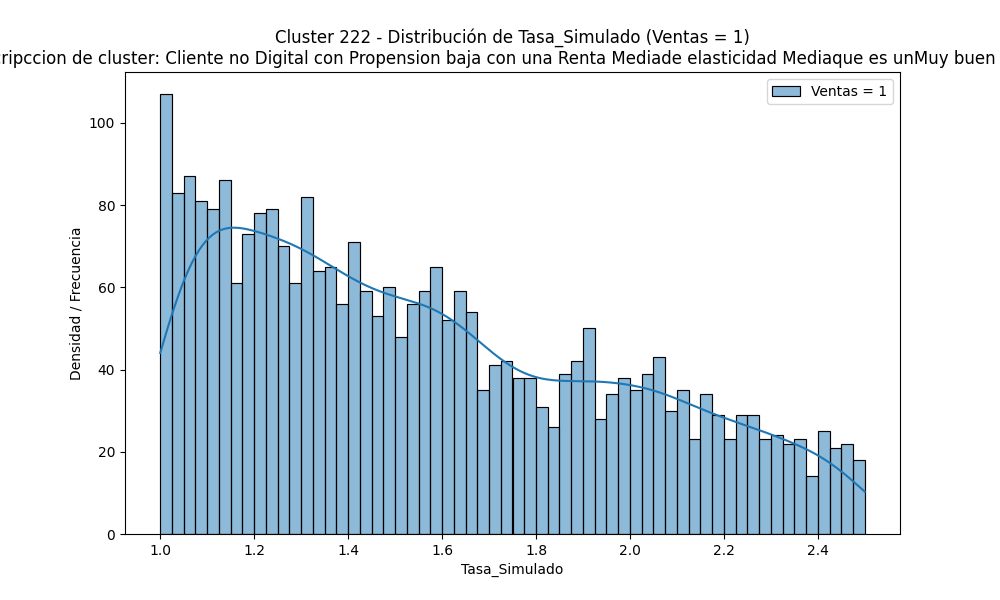 Cluster 222 - Distribución de Tasa_Simulado (Ventas = 1)
ripccion de cluster: Cliente no Digital con Propension baja con una Renta Mediade elasticidad Mediaque es unMuy buen
Ventas = 1
Densidad / Frecuencia
100
80
60
40
20
0
1.0 1.2 1.4 1.6 1.8 2.0 2.2 2.4
Tasa_Simulado